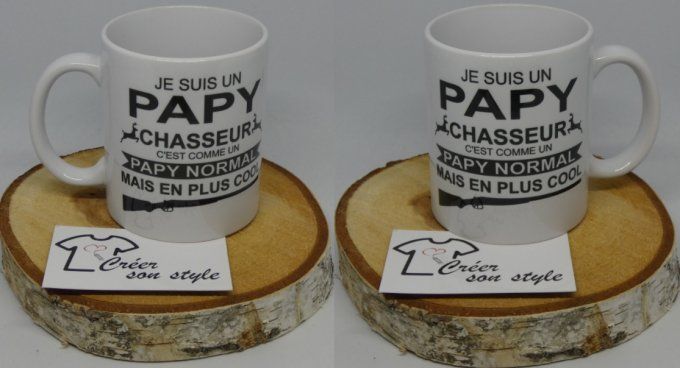 JE SUIS UN
PAPY
CHASSEUR
C'EST COMME UN
PAPY NORMAL
MAIS EN PLUS COOL
Créer
son style
JE SUIS UN
PAPY
CHASSEUR
C'EST COMME UN
PAPY NORMAL
MAIS EN PLUS COOL
Créer
son style